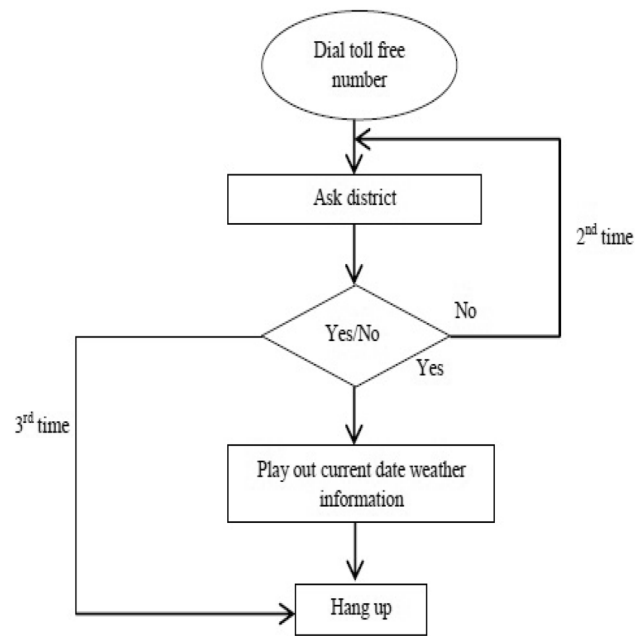 Dial toll free
number
Ask district
2nd time
No
Yes/No
Yes
3rd time
Play out current date weather
information
Hang up